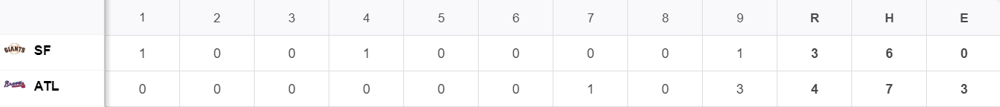 1 2 3 4 5 6 7 8 9 R H E
GIANTS SF 1 0 0 1 0 0 0 0 1 3 6 0
Braves ATL 0 0 0 0 0 0 1 0 3 4 7 3